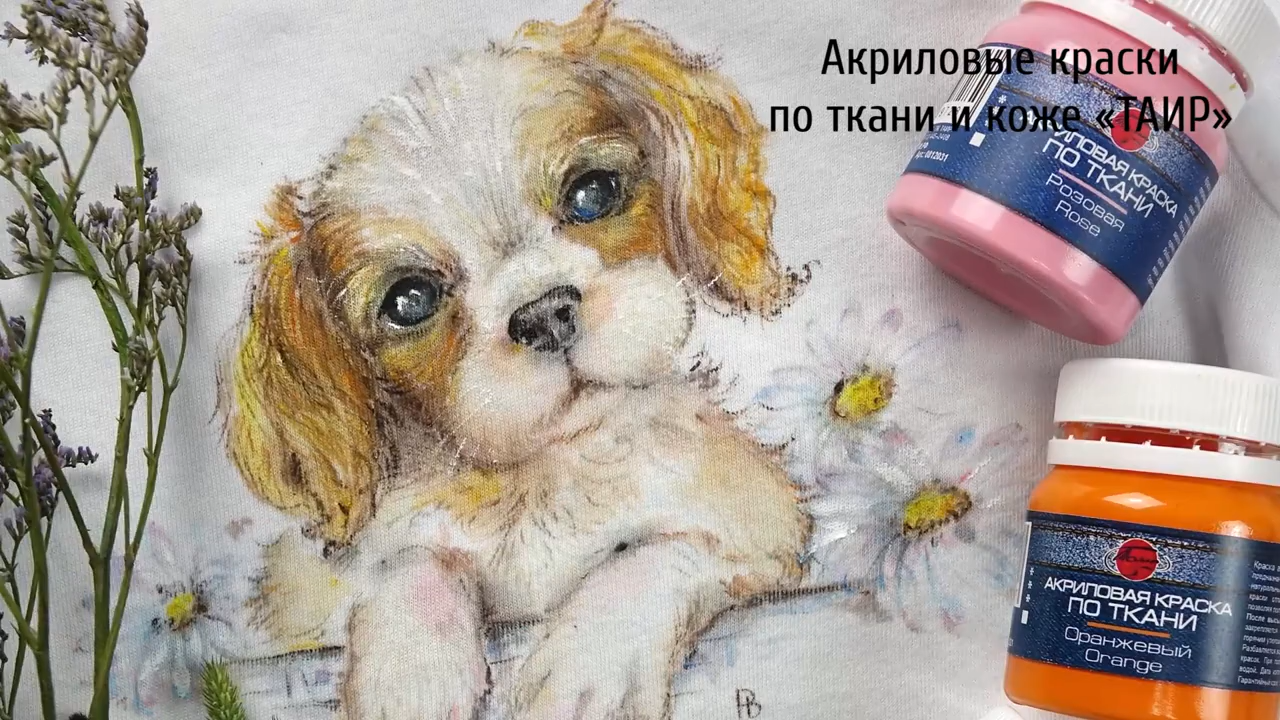 Акриловые краски
по ткани и коже «ТАИР»
АКРИЛОВАЯ КРАСКА
ПО ТКАНИ
Розовая
Rose
АКРИЛОВАЯ КРАСКА
ПО ТКАНИ
Оранжевый
Orange